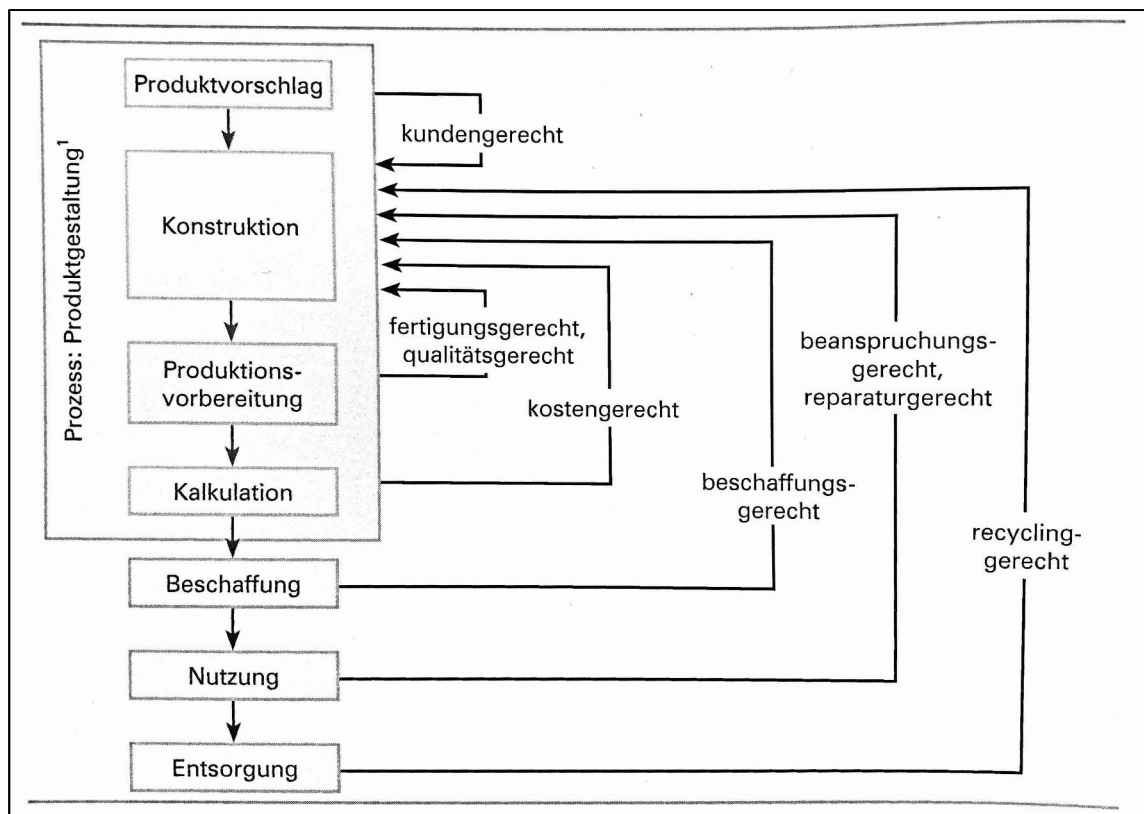 Prozess: Produktgestaltung¹
Produktvorschlag
kundengerecht
Konstruktion
fertigungsgerecht,
qualitätsgerecht
Produktions-
vorbereitung
beanspruchungs-
gerecht,
reparaturgerecht
kostengerecht
Kalkulation
beschaffungs-
gerecht
recycling-
gerecht
Beschaffung
Nutzung
Entsorgung